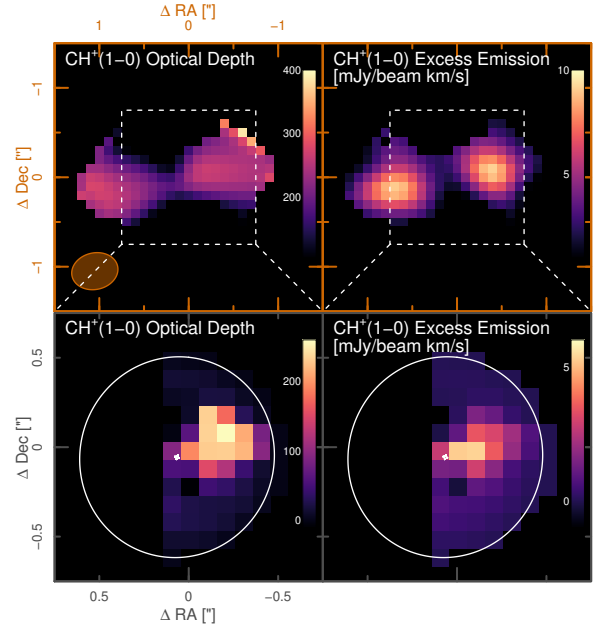 Δ RA ["]
1 0 −1
CH⁺(1−0) Optical Depth
400
300
200
CH⁺(1−0) Excess Emission
[mJy/beam km/s]
10
5
Δ Dec ["]
−1
0
−1
CH⁺(1−0) Optical Depth
200
100
0
CH⁺(1−0) Excess Emission
[mJy/beam km/s]
5
0
Δ Dec ["]
0.5
0
−0.5
0.5 0 −0.5
Δ RA ["]